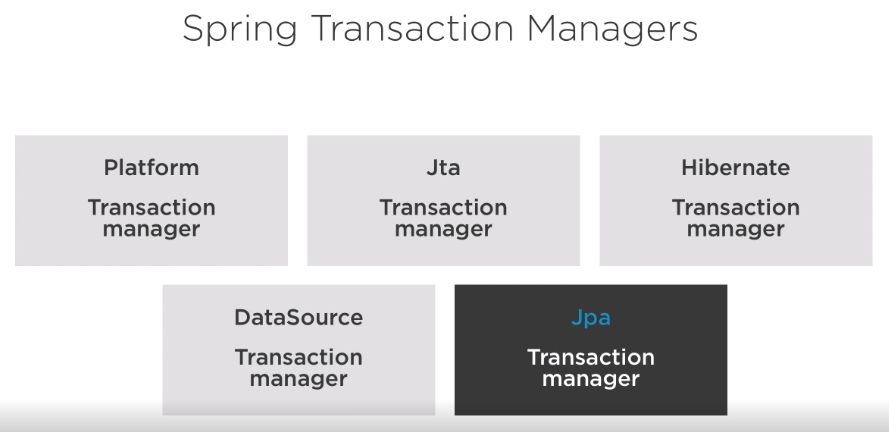 Spring Transaction Managers
Platform
Transaction
manager
Jta
Transaction
manager
Hibernate
Transaction
manager
DataSource
Transaction
manager
Jpa
Transaction
manager